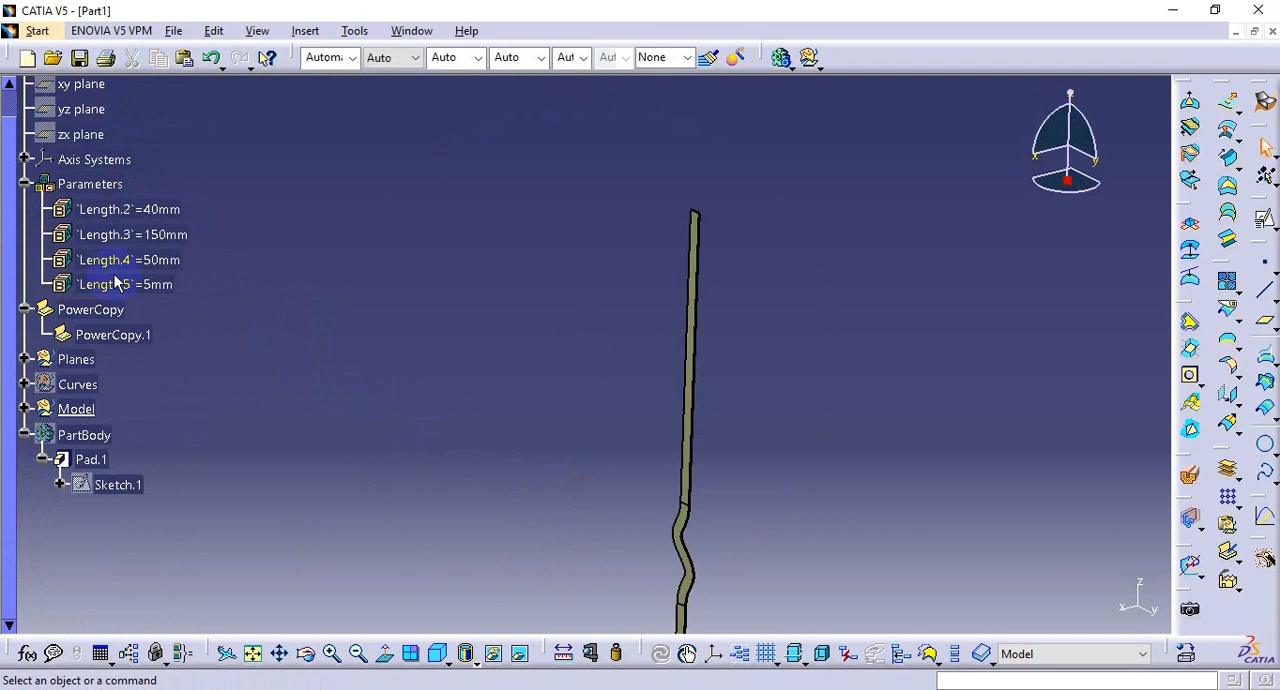 CATIA V5 - [Part1]
Start ENOVIA V5 VPM File Edit View Insert Tools Window Help
Autom Auto Auto Auto Aut Aut None
xy plane
yz plane
zx plane
Axis Systems
Parameters
`Length.2`=40mm
`Length.3`=150mm
`Length.4`=50mm
`Length.5`=5mm
PowerCopy
PowerCopy.1
Planes
Curves
Model
PartBody
Pad.1
Sketch.1
z
x y
x y
z
f(x)
Model
CATIA
Select an object or a command